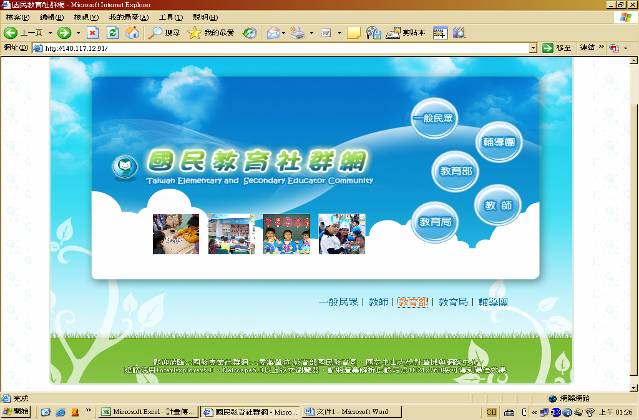 國民教育社群網 - Microsoft Internet Explorer
檔案(F) 編輯(E) 檢視(V) 我的最愛(A) 工具(T) 說明(H)
上一頁 搜尋 我的最愛 剪貼本
網址(D) http://140.117.12.91/ 移至 連結 »
一般民眾
輔導團
教育部
國民教育社群網
Taiwan Elementary and Secondary Educator Community
教師
教育局
一般民眾 | 教師 | 教育部 | 教育局 | 輔導團
完成 網際網路
開始 Microsoft Excel - 計畫傳... 國民教育社群網 - Micros... 文件1 - Microsoft Word 上午 01:26